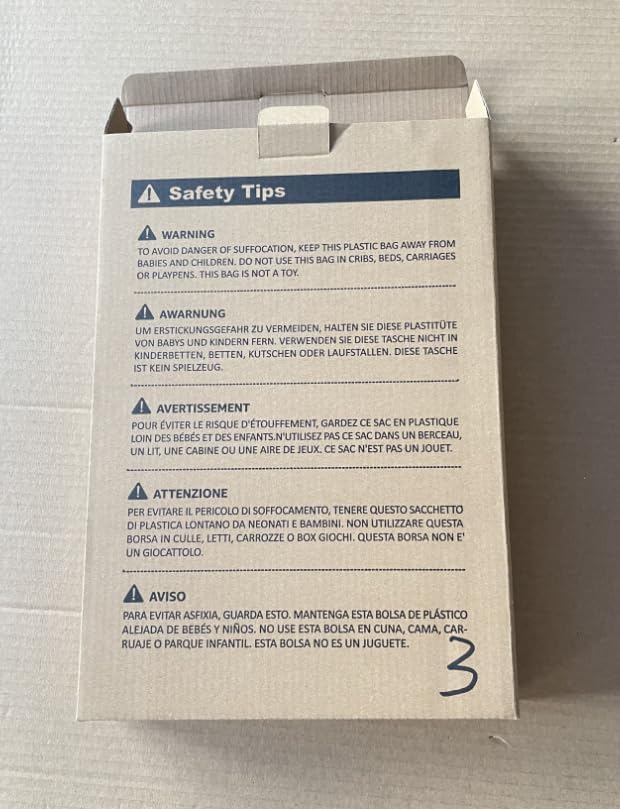 Safety Tips
WARNING
TO AVOID DANGER OF SUFFOCATION, KEEP THIS PLASTIC BAG AWAY FROM
BABIES AND CHILDREN. DO NOT USE THIS BAG IN CRIBS, BEDS, CARRIAGES
OR PLAYPENS. THIS BAG IS NOT A TOY.
AWARNUNG
UM ERSTICKUNGSGEFAHR ZU VERMEIDEN, HALTEN SIE DIESE PLASTITÜTE
VON BABYS UND KINDERN FERN. VERWENDEN SIE DIESE TASCHE NICHT IN
KINDERBETTEN, BETTEN, KUTSCHEN ODER LAUFSTALLEN. DIESE TASCHE
IST KEIN SPIELZEUG.
AVERTISSEMENT
POUR ÉVITER LE RISQUE D'ÉTOUFFEMENT, GARDEZ CE SAC EN PLASTIQUE
LOIN DES BÉBÉS ET DES ENFANTS.N'UTILISEZ PAS CE SAC DANS UN BERCEAU,
UN LIT, UNE CABINE OU UNE AIRE DE JEUX. CE SAC N'EST PAS UN JOUET.
ATTENZIONE
PER EVITARE IL PERICOLO DI SOFFOCAMENTO, TENERE QUESTO SACCHETTO
DI PLASTICA LONTANO DA NEONATI E BAMBINI. NON UTILIZZARE QUESTA
BORSA IN CULLE, LETTI, CARROZZE O BOX GIOCHI. QUESTA BORSA NON E'
UN GIOCATTOLO.
AVISO
PARA EVITAR ASFIXIA, GUARDA ESTO. MANTENGA ESTA BOLSA DE PLÁSTICO
ALEJADA DE BEBÉS Y NIÑOS. NO USE ESTA BOLSA EN CUNA, CAMA, CAR-
RUAJE O PARQUE INFANTIL. ESTA BOLSA NO ES UN JUGUETE.
3